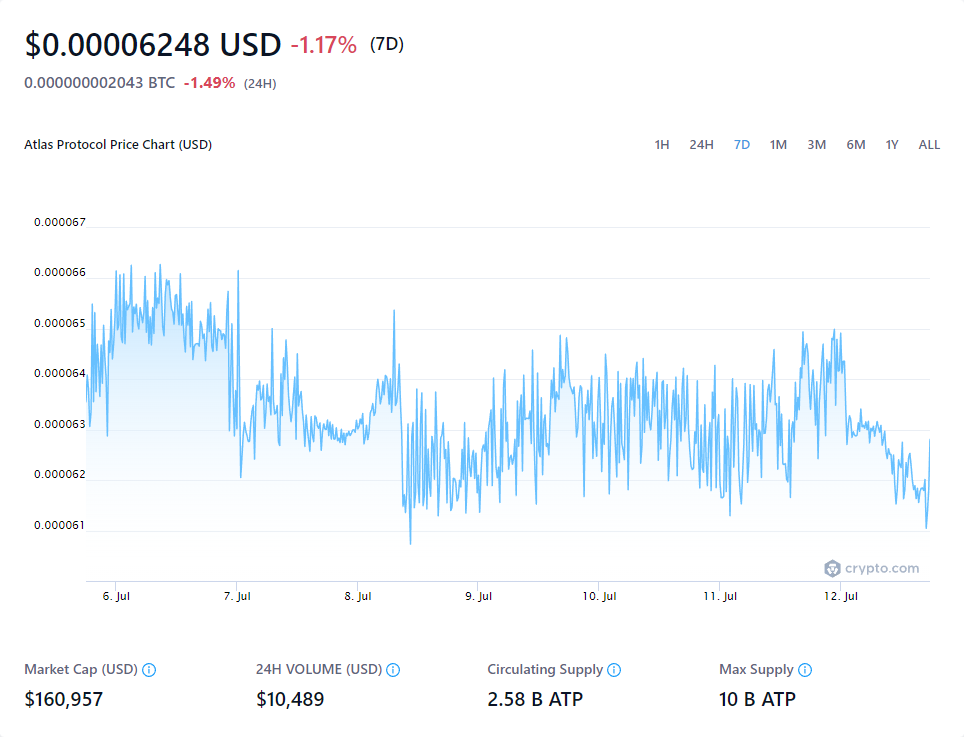 $0.00006248 USD -1.17% (7D)
0.000000002043 BTC -1.49% (24H)
Atlas Protocol Price Chart (USD) 1H 24H 7D 1M 3M 6M 1Y ALL
0.000067
0.000066
0.000065
0.000064
0.000063
0.000062
0.000061
crypto.com
6. Jul 7. Jul 8. Jul 9. Jul 10. Jul 11. Jul 12. Jul
Market Cap (USD) 24H VOLUME (USD) Circulating Supply Max Supply
$160,957 $10,489 2.58 B ATP 10 B ATP